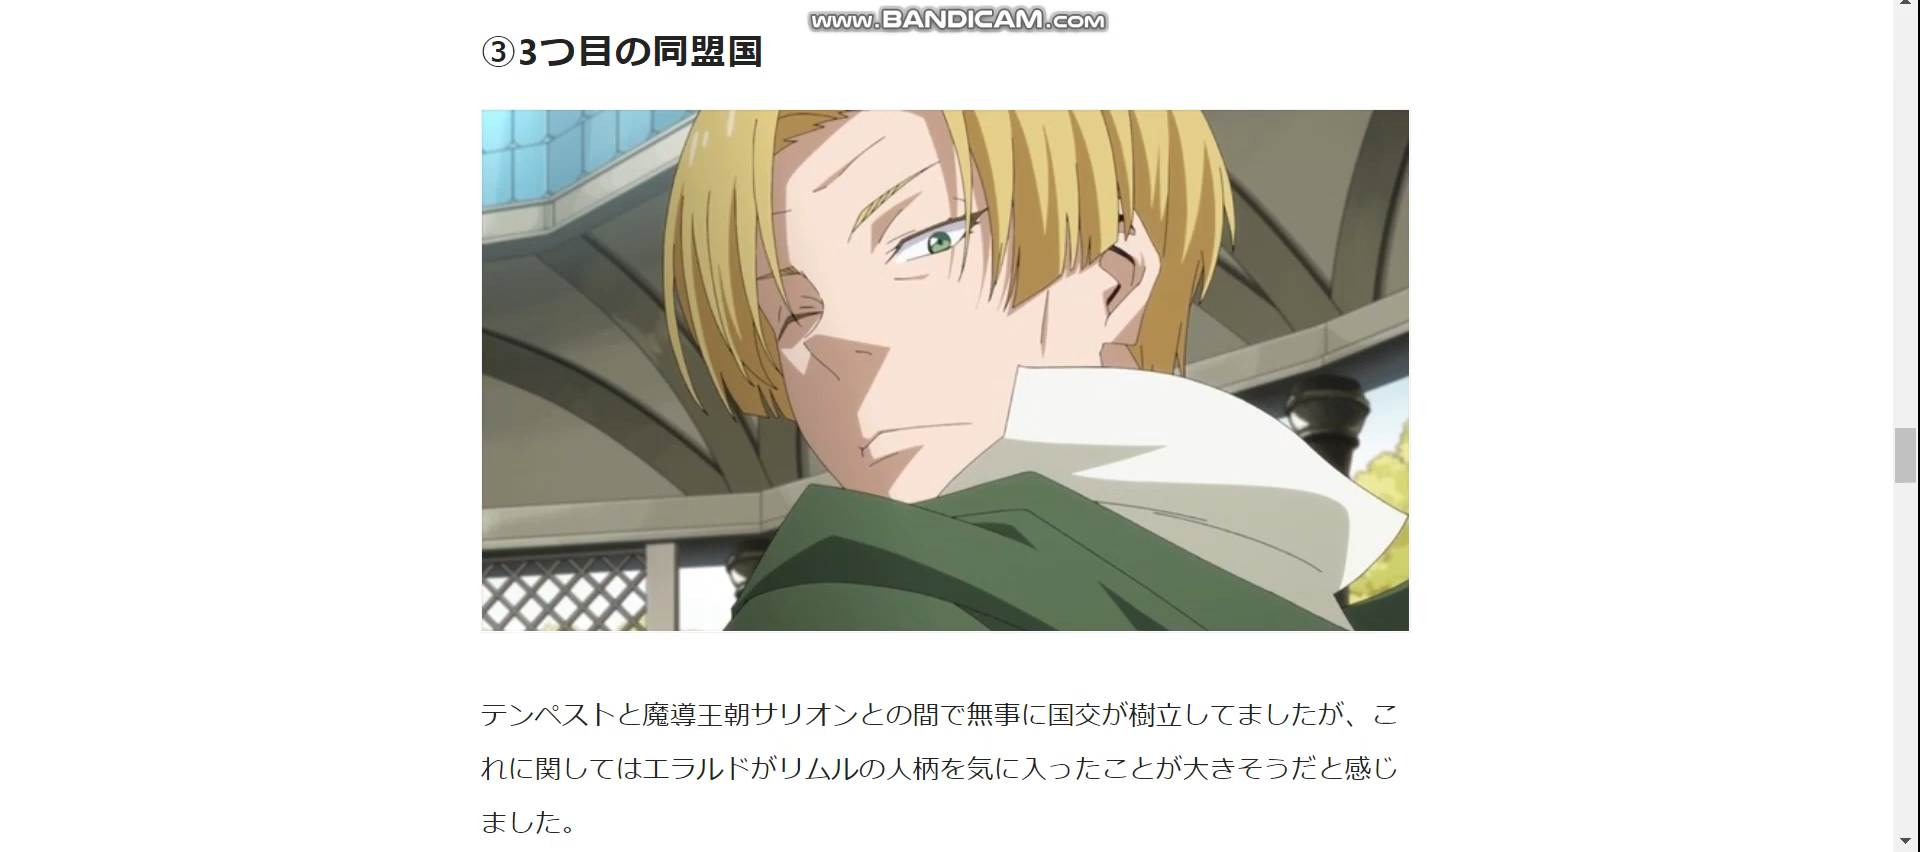 www.BANDICAM.com
③3つ目の同盟国
テンペストと魔導王朝サリオンとの間で無事に国交が樹立してましたが、こ
れに関してはエラルドがリムルの人柄を気に入ったことが大きそうだと感じ
ました。